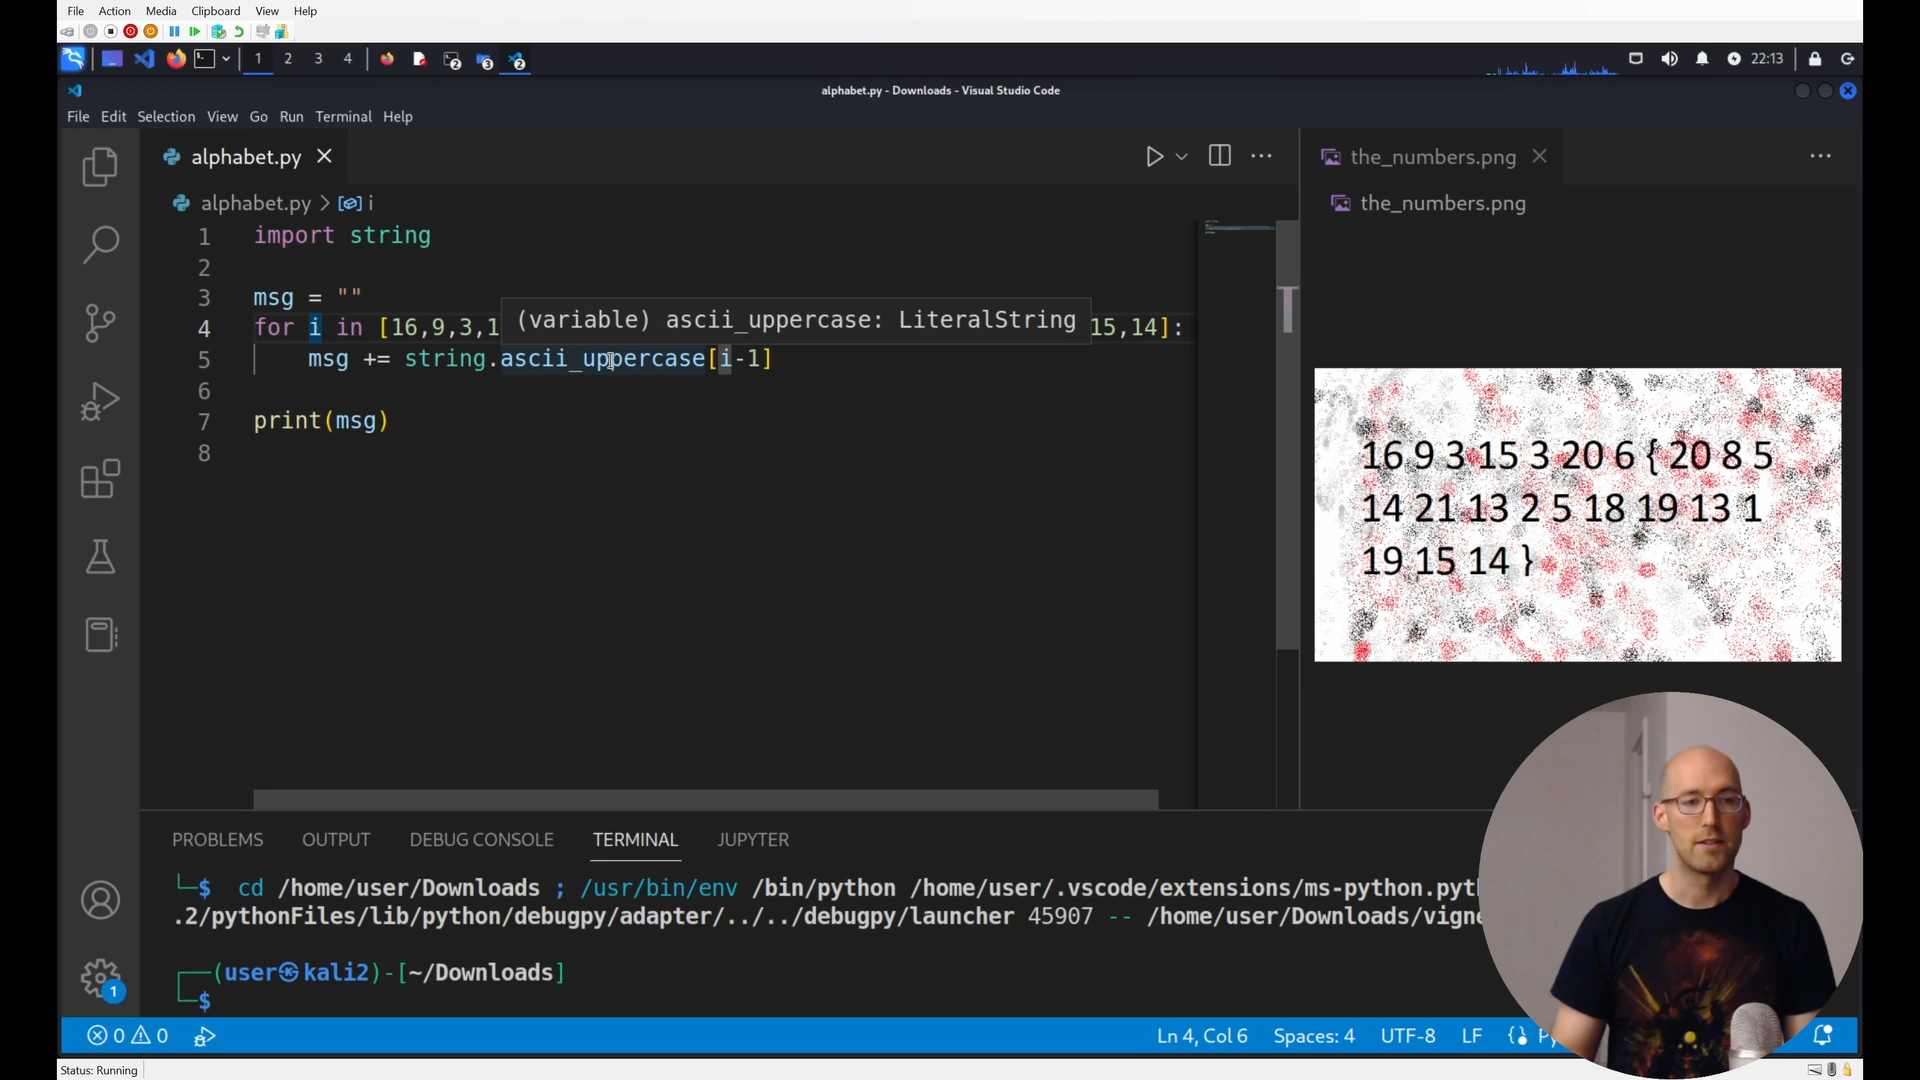 File Action Media Clipboard View Help
1 2 3 4 2 3 2 22:13
alphabet.py - Downloads - Visual Studio Code
File Edit Selection View Go Run Terminal Help
alphabet.py
the_numbers.png
alphabet.py > i
the_numbers.png
1 import string
2
3 msg = ""
4 for i in [16,9,3,1 15,14]:
(variable) ascii_uppercase: LiteralString
5 msg += string.ascii_uppercase[i-1]
6
7 print(msg)
8
16 9 3 15 3 20 6 { 20 8 5
14 21 13 2 5 18 19 13 1
19 15 14 }
PROBLEMS OUTPUT DEBUG CONSOLE TERMINAL JUPYTER
└─$ cd /home/user/Downloads ; /usr/bin/env /bin/python /home/user/.vscode/extensions/ms-python.pyth
.2/pythonFiles/lib/python/debugpy/adapter/../../debugpy/launcher 45907 -- /home/user/Downloads/vigne
┌──(user㉿kali2)-[~/Downloads]
└─$
1
0 0 Ln 4, Col 6 Spaces: 4 UTF-8 LF
Status: Running